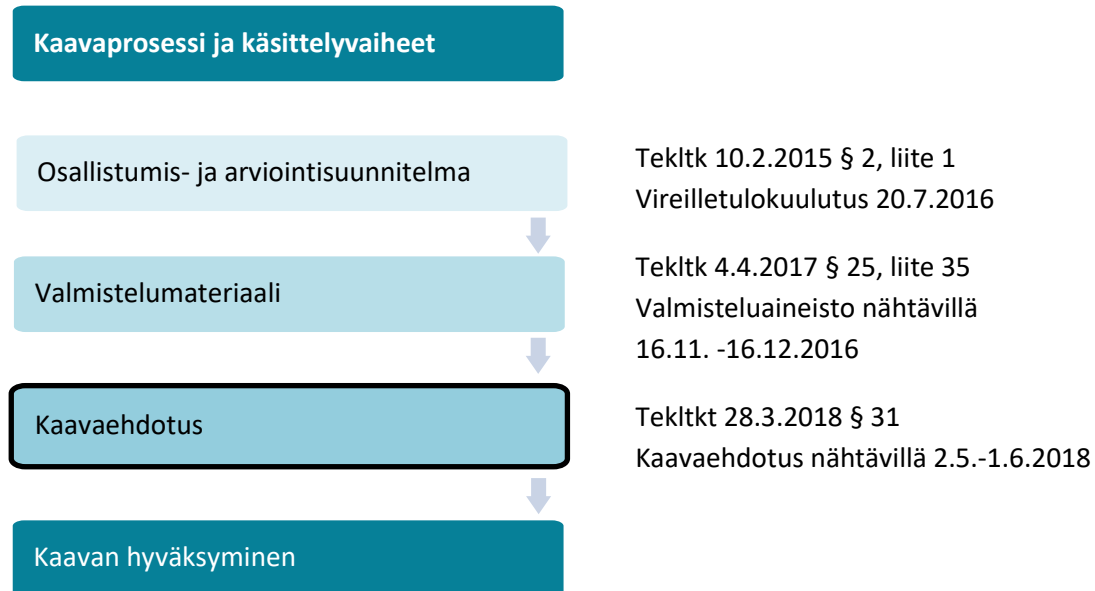 Kaavaprosessi ja käsittelyvaiheet
Osallistumis- ja arviointisuunnitelma
Tekltk 10.2.2015 § 2, liite 1
Vireilletulokuulutus 20.7.2016
Valmistelumateriaali
Tekltk 4.4.2017 § 25, liite 35
Valmisteluaineisto nähtävillä
16.11. -16.12.2016
Kaavaehdotus
Tekltkt 28.3.2018 § 31
Kaavaehdotus nähtävillä 2.5.-1.6.2018
Kaavan hyväksyminen